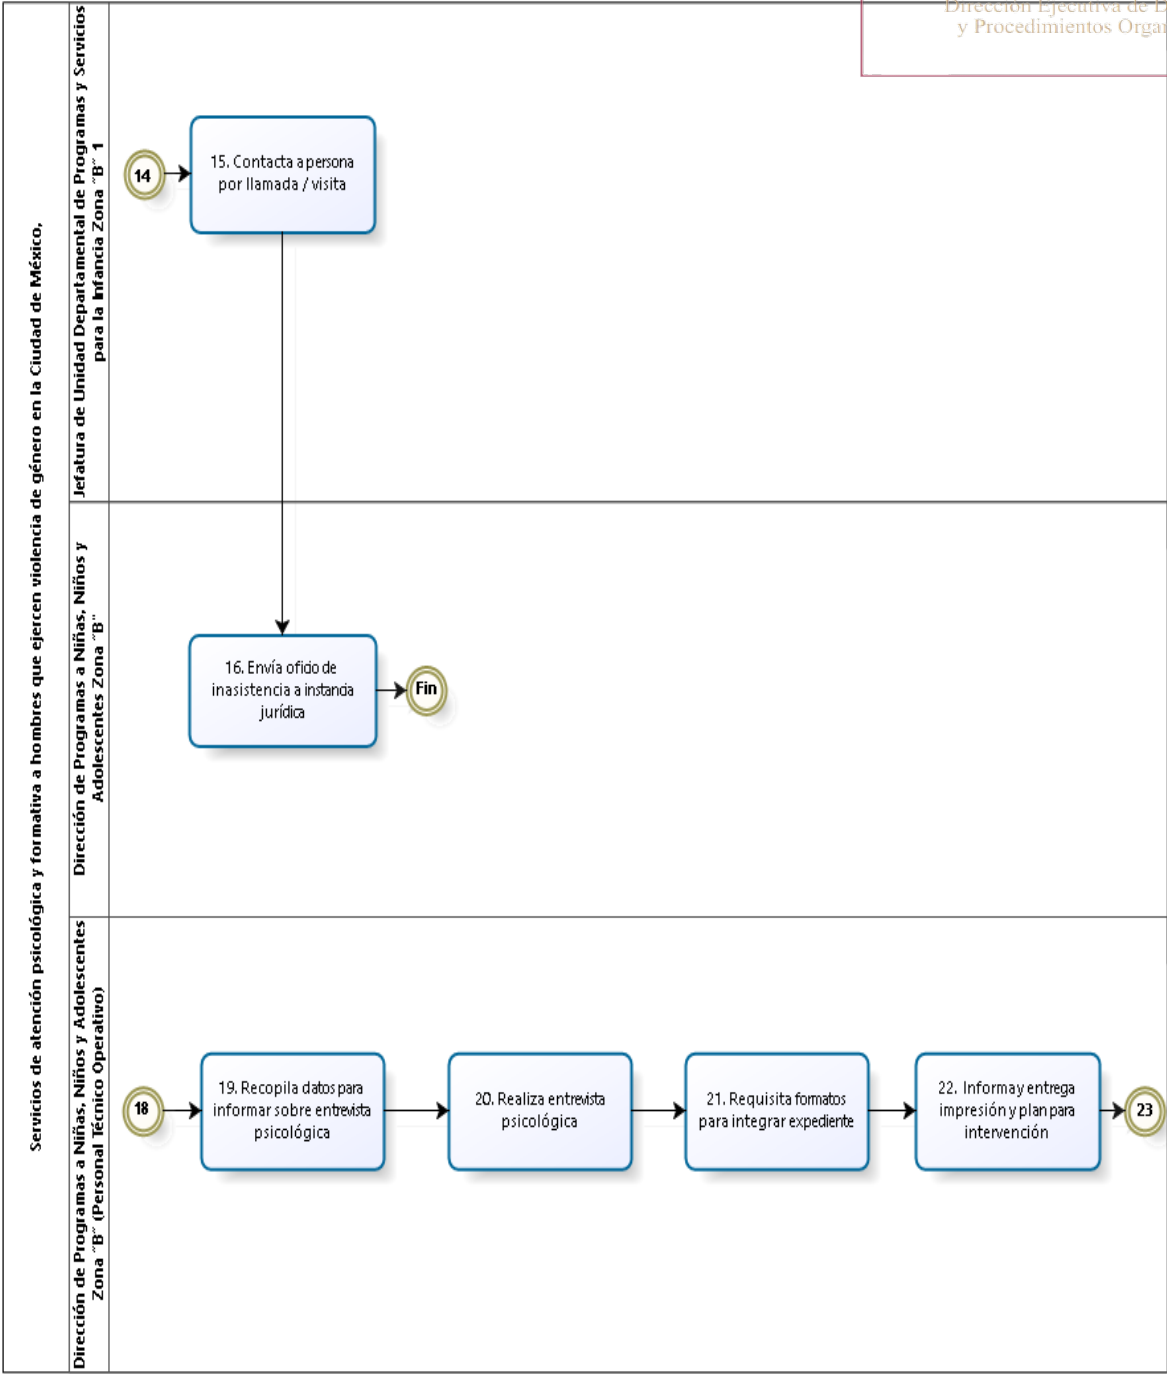 Dirección Ejecutiva de
y Procedimientos
Servicios de atención psicológica y formativa a hombres que ejercen violencia de género en la Ciudad de México,
Jefatura de Unidad Departamental de Programas y Servicios
para la Infancia Zona ˝B˝ 1
14
15. Contacta a persona
por llamada / visita
Dirección de Programas a Niñas, Niños y
Adolescentes Zona ˝B"
16. Envía oficio de
inasistencia a instancia
jurídica
Fin
Dirección de Programas a Niñas, Niños y Adolescentes
Zona ˝B˝ (Personal Técnico Operativo)
18
19. Recopila datos para
informar sobre entrevista
psicológica
20. Realiza entrevista
psicológica
21. Requisita formatos
para integrar expediente
22. Informa y entrega
impresión y plan para
intervención
23